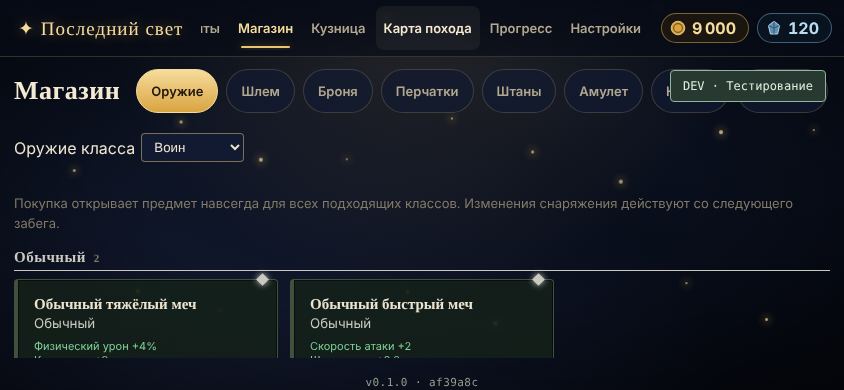 ✦ Последний свет
Магазин
Кузница
Карта похода
Прогресс
Настройки
9 000
120
Магазин
Оружие
Шлем
Броня
Перчатки
Штаны
Амулет
DEV · Тестирование
Оружие класса
Воин
Покупка открывает предмет навсегда для всех подходящих классов. Изменения снаряжения действуют со следующего
забега.
Обычный 2
Обычный тяжёлый меч
Обычный
Физический урон +4%
Обычный быстрый меч
Обычный
Скорость атаки +2
v0.1.0 · af39a8c